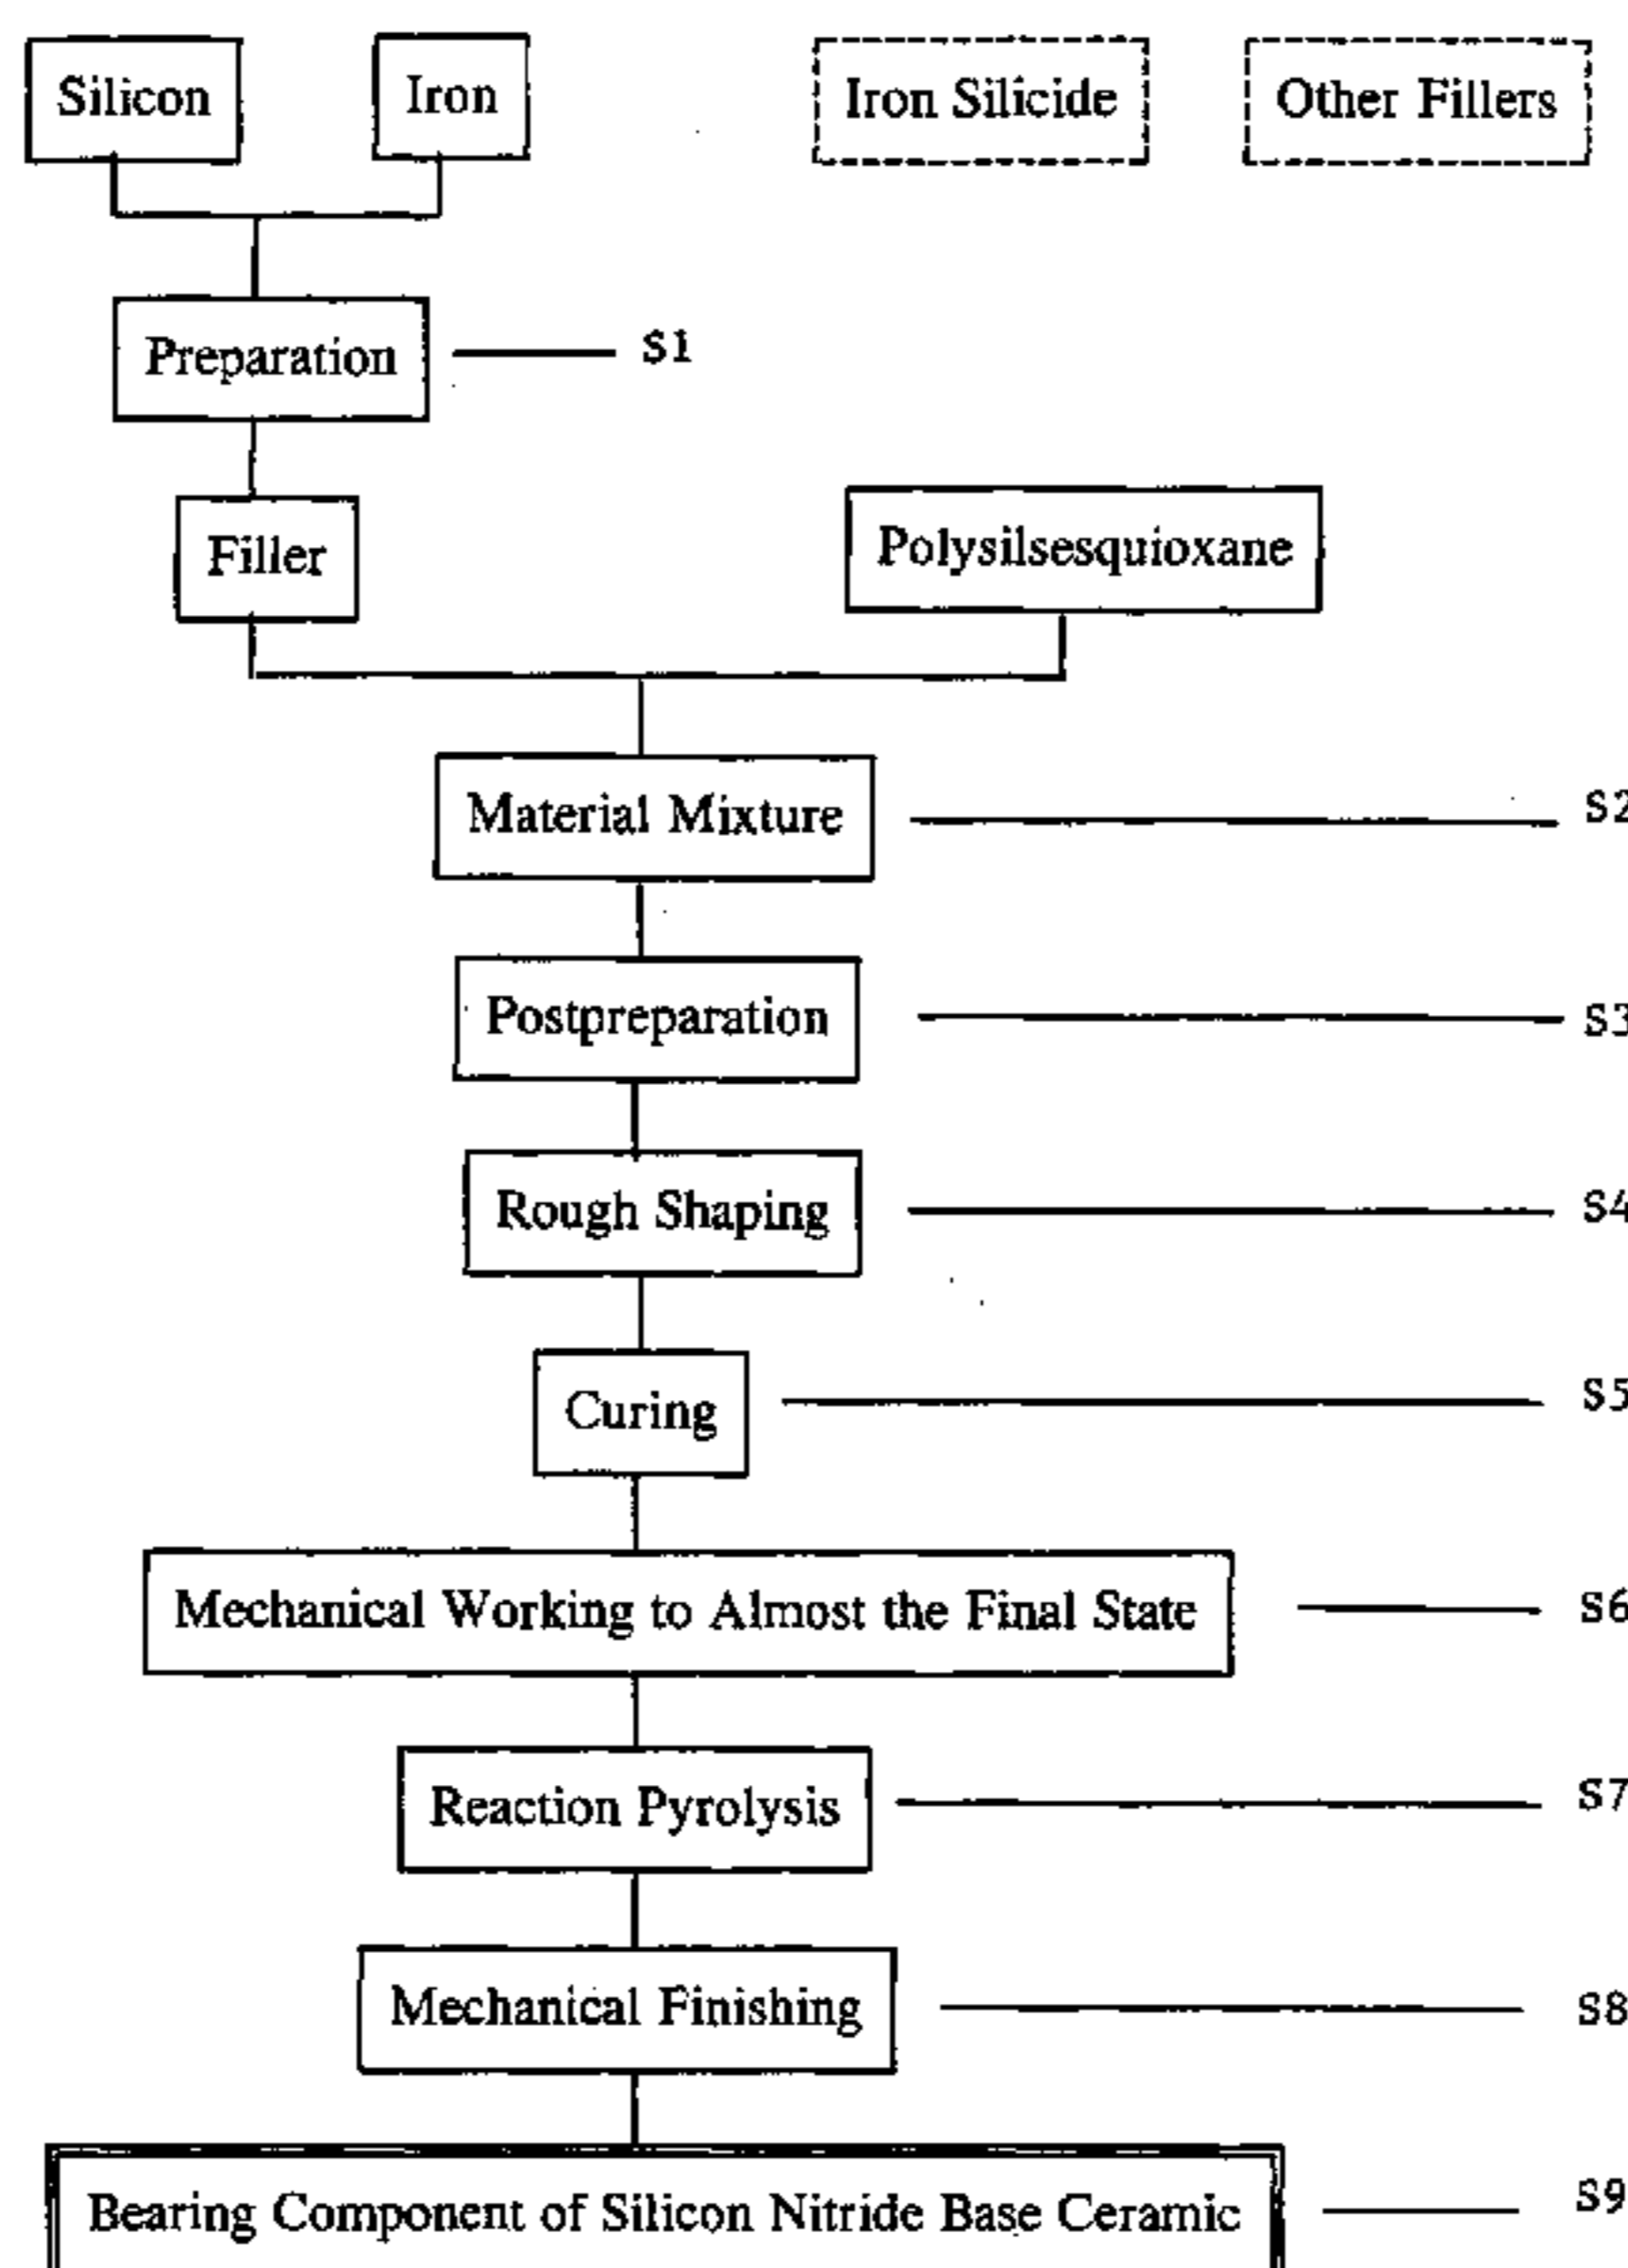 Silicon
Iron
Iron Silicide
Other Fillers
Preparation
S1
Filler
Polysilsesquioxane
Material Mixture
S2
Postpreparation
S3
Rough Shaping
S4
Curing
S5
Mechanical Working to Almost the Final State
S6
Reaction Pyrolysis
S7
Mechanical Finishing
S8
Bearing Component of Silicon Nitride Base Ceramic
S9